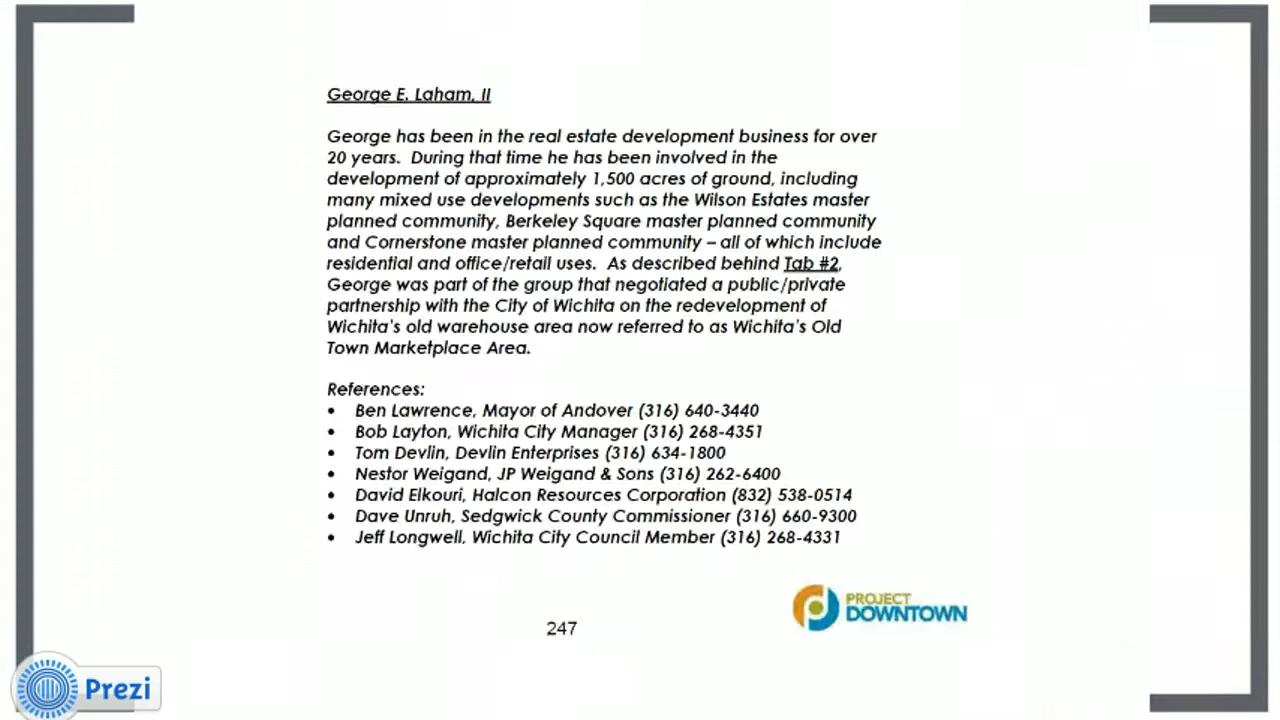 George E. Laham, II
George has been in the real estate development business for over
20 years. During that time he has been involved in the
development of approximately 1,500 acres of ground, including
many mixed use developments such as the Wilson Estates master
planned community, Berkeley Square master planned community
and Cornerstone master planned community – all of which include
residential and office/retail uses. As described behind Tab #2,
George was part of the group that negotiated a public/private
partnership with the City of Wichita on the redevelopment of
Wichita's old warehouse area now referred to as Wichita's Old
Town Marketplace Area.
References:
• Ben Lawrence, Mayor of Andover (316) 640-3440
• Bob Layton, Wichita City Manager (316) 268-4351
• Tom Devlin, Devlin Enterprises (316) 634-1800
• Nestor Weigand, JP Weigand & Sons (316) 262-6400
• David Elkouri, Halcon Resources Corporation (832) 538-0514
• Dave Unruh, Sedgwick County Commissioner (316) 660-9300
• Jeff Longwell, Wichita City Council Member (316) 268-4331
PROJECT
DOWNTOWN
247
Prezi